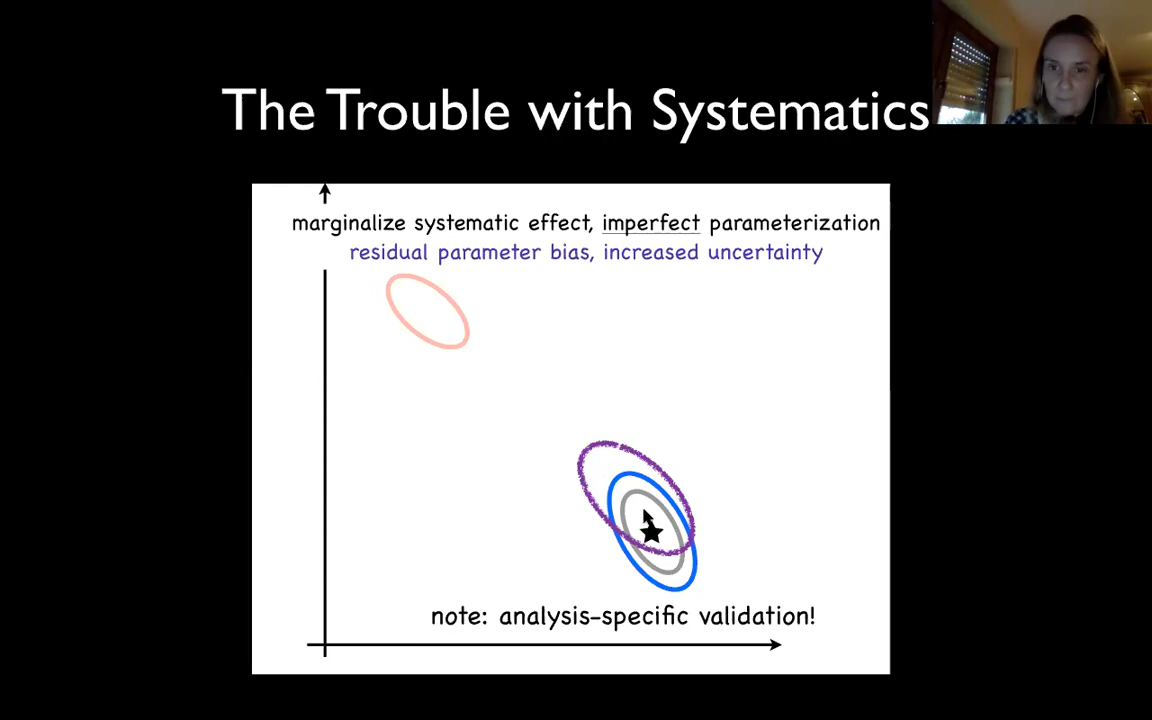 The Trouble with Systematics
marginalize systematic effect, imperfect parameterization
residual parameter bias, increased uncertainty
note: analysis-specific validation!